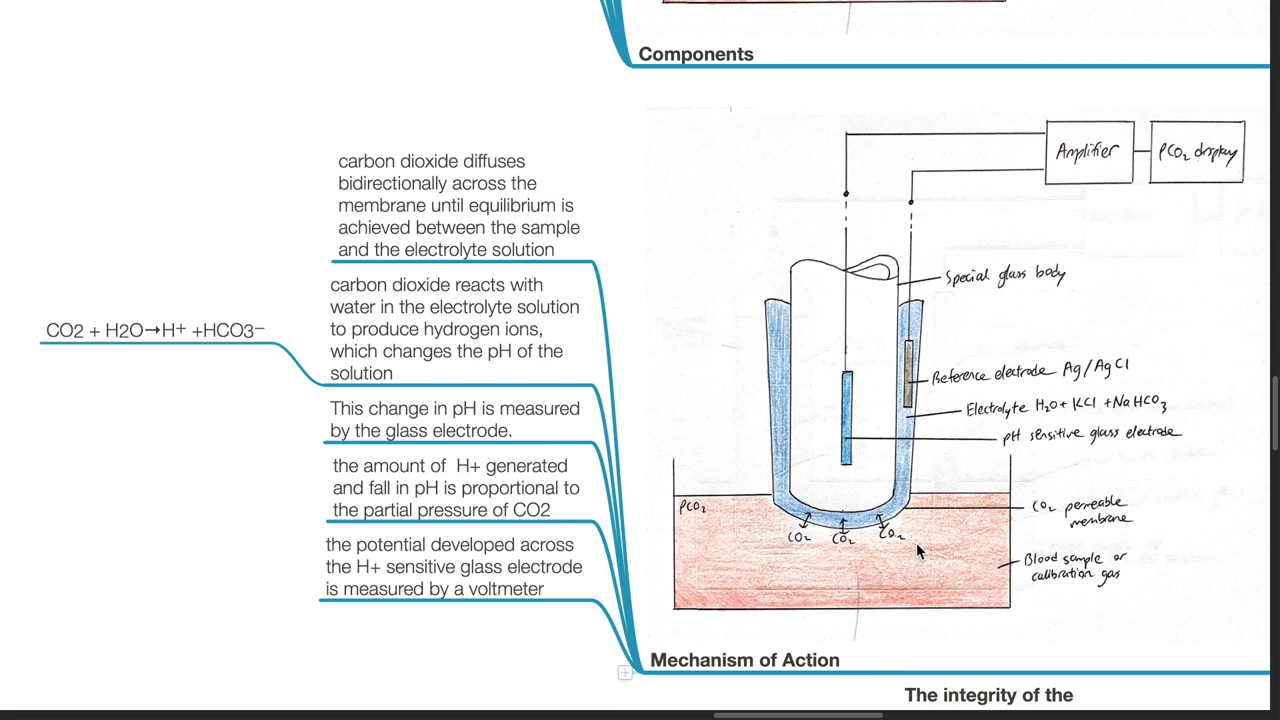 Components
carbon dioxide diffuses
bidirectionally across the
membrane until equilibrium is
achieved between the sample
and the electrolyte solution
carbon dioxide reacts with
water in the electrolyte solution
to produce hydrogen ions,
which changes the pH of the
solution
CO2 + H2O→H⁺ +HCO3⁻
This change in pH is measured
by the glass electrode.
the amount of  H+ generated
and fall in pH is proportional to
the partial pressure of CO2
the potential developed across
the H+ sensitive glass electrode
is measured by a voltmeter
Amplifier
PCO₂ display
Special glass body
Reference electrode Ag/AgCl
Electrolyte H₂O + KCl + NaHCO₃
pH sensitive glass electrode
PCO₂
CO₂ permeable
membrane
CO₂ CO₂ CO₂
Blood sample or
callibration gas
Mechanism of Action
The integrity of the